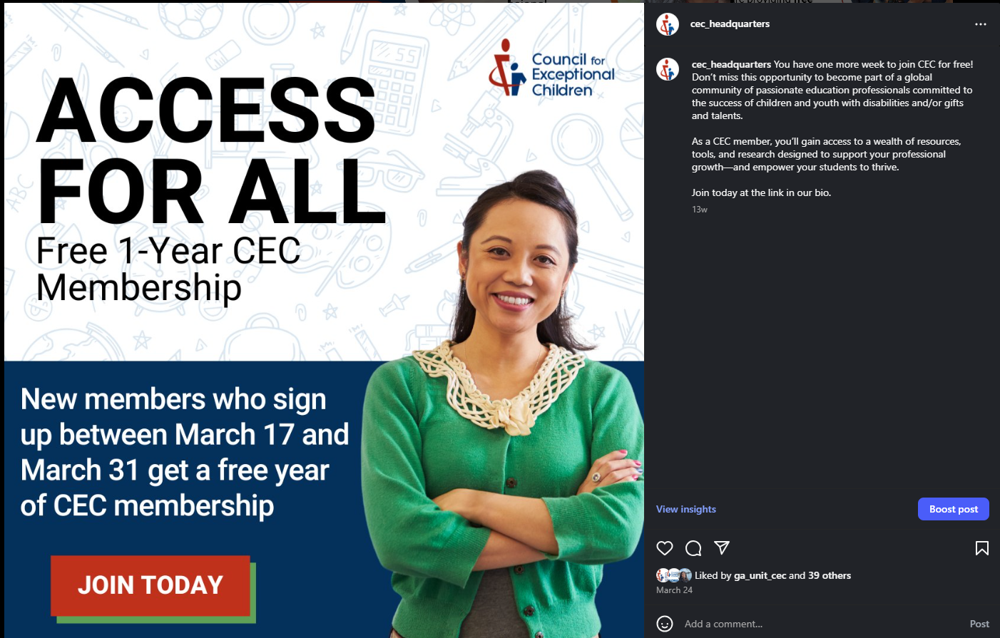 ACCESS
FOR ALL
Free 1-Year CEC
Membership
Council for
Exceptional
Children
ABC
New members who sign
up between March 17 and
March 31 get a free year
of CEC membership
JOIN TODAY
cec_headquarters
cec_headquarters You have one more week to join CEC for free!
Don’t miss this opportunity to become part of a global
community of passionate education professionals committed to
the success of children and youth with disabilities and/or gifts
and talents.
As a CEC member, you’ll gain access to a wealth of resources,
tools, and research designed to support your professional
growth—and empower your students to thrive.
Join today at the link in our bio.
13w
View insights
Boost post
Liked by ga_unit_cec and 39 others
March 24
Add a comment...
Post